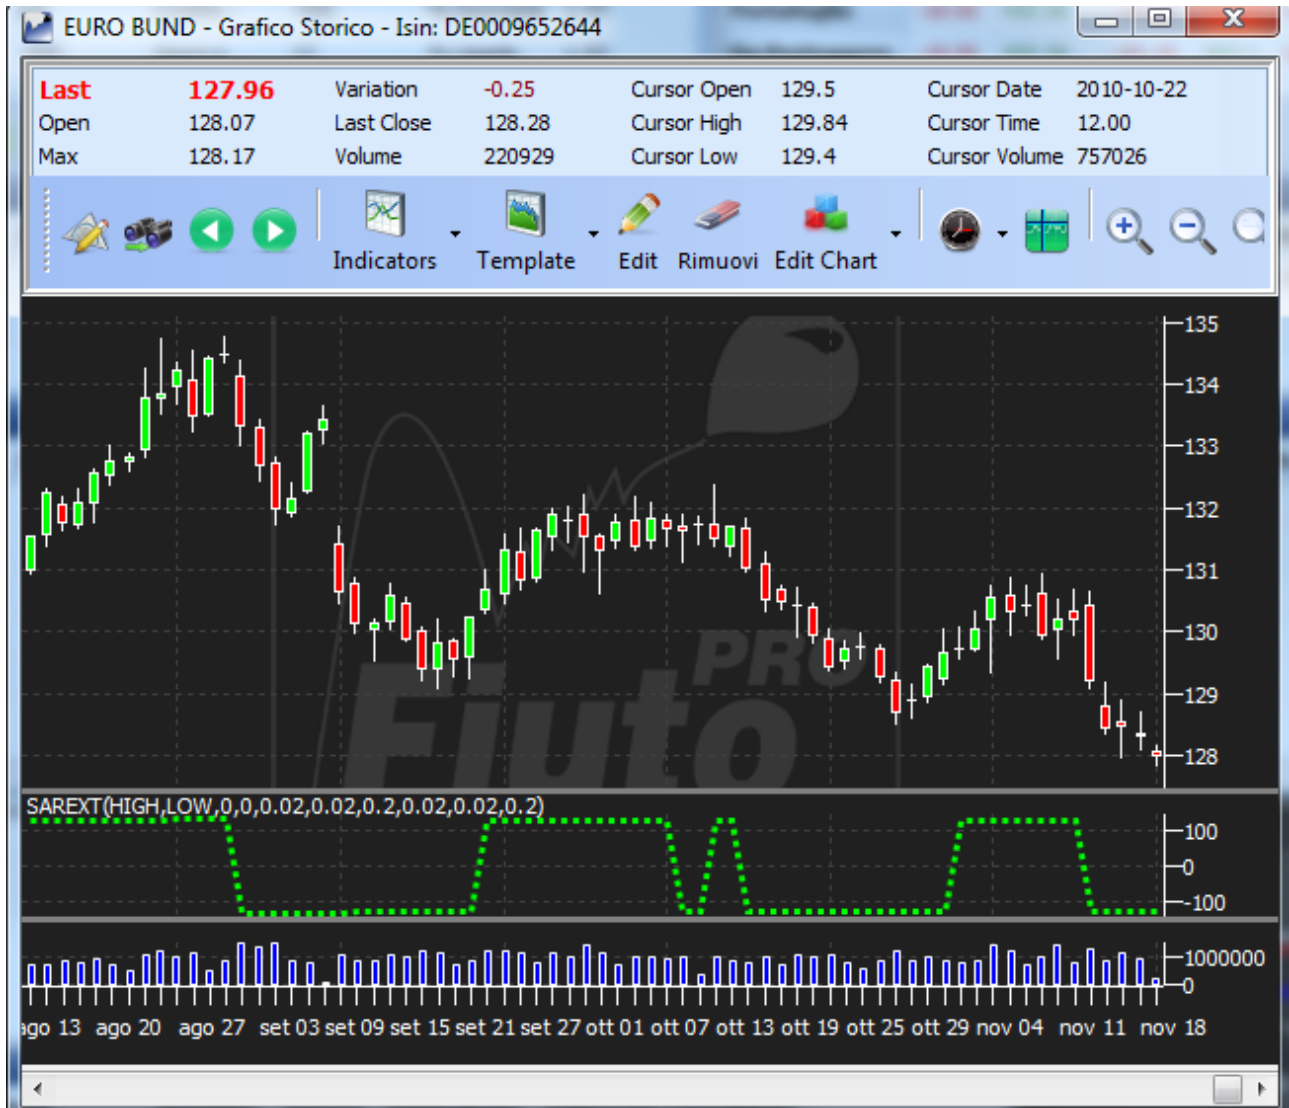 EURO BUND - Grafico Storico - Isin: DE0009652644
Last 127.96 Variation -0.25 Cursor Open 129.5 Cursor Date 2010-10-22
Open 128.07 Last Close 128.28 Cursor High 129.84 Cursor Time 12.00
Max 128.17 Volume 220929 Cursor Low 129.4 Cursor Volume 757026
Indicators Template Edit Rimuovi Edit Chart
135
134
133
132
131
130
129
128
PRO
Fiuto
SAREXT(HIGH,LOW,0,0,0.02,0.02,0.2,0.02,0.02,0.2)
100
0
-100
1000000
0
ago 13 ago 20 ago 27 set 03 set 09 set 15 set 21 set 27 ott 01 ott 07 ott 13 ott 19 ott 25 ott 29 nov 04 nov 11 nov 18